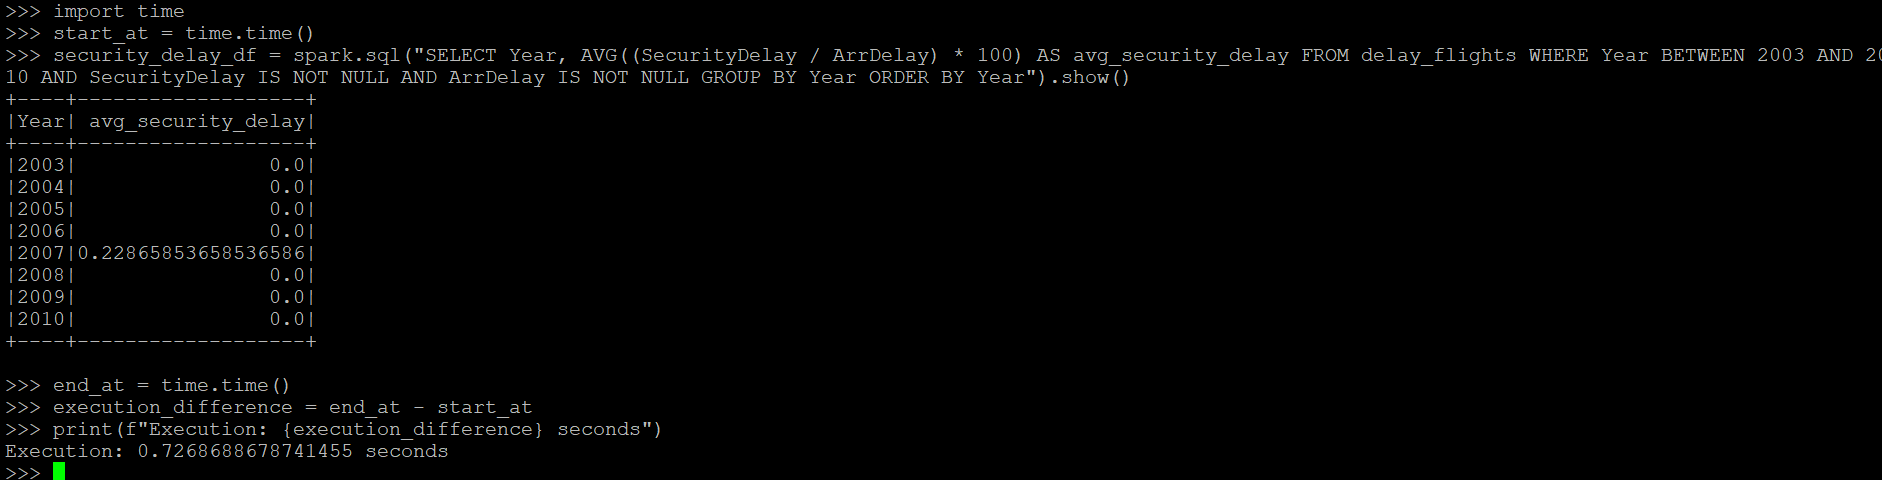 >>> import time
>>> start_at = time.time()
>>> security_delay_df = spark.sql("SELECT Year, AVG((SecurityDelay / ArrDelay) * 100) AS avg_security_delay FROM delay_flights WHERE Year BETWEEN 2003 AND 20
10 AND SecurityDelay IS NOT NULL AND ArrDelay IS NOT NULL GROUP BY Year ORDER BY Year").show()
+----+-------------------+
|Year| avg_security_delay|
+----+-------------------+
|2003|                0.0|
|2004|                0.0|
|2005|                0.0|
|2006|                0.0|
|2007|0.22865853658536586|
|2008|                0.0|
|2009|                0.0|
|2010|                0.0|
+----+-------------------+
>>> end_at = time.time()
>>> execution_difference = end_at - start_at
>>> print(f"Execution: {execution_difference} seconds")
Execution: 0.7268688678741455 seconds
>>>